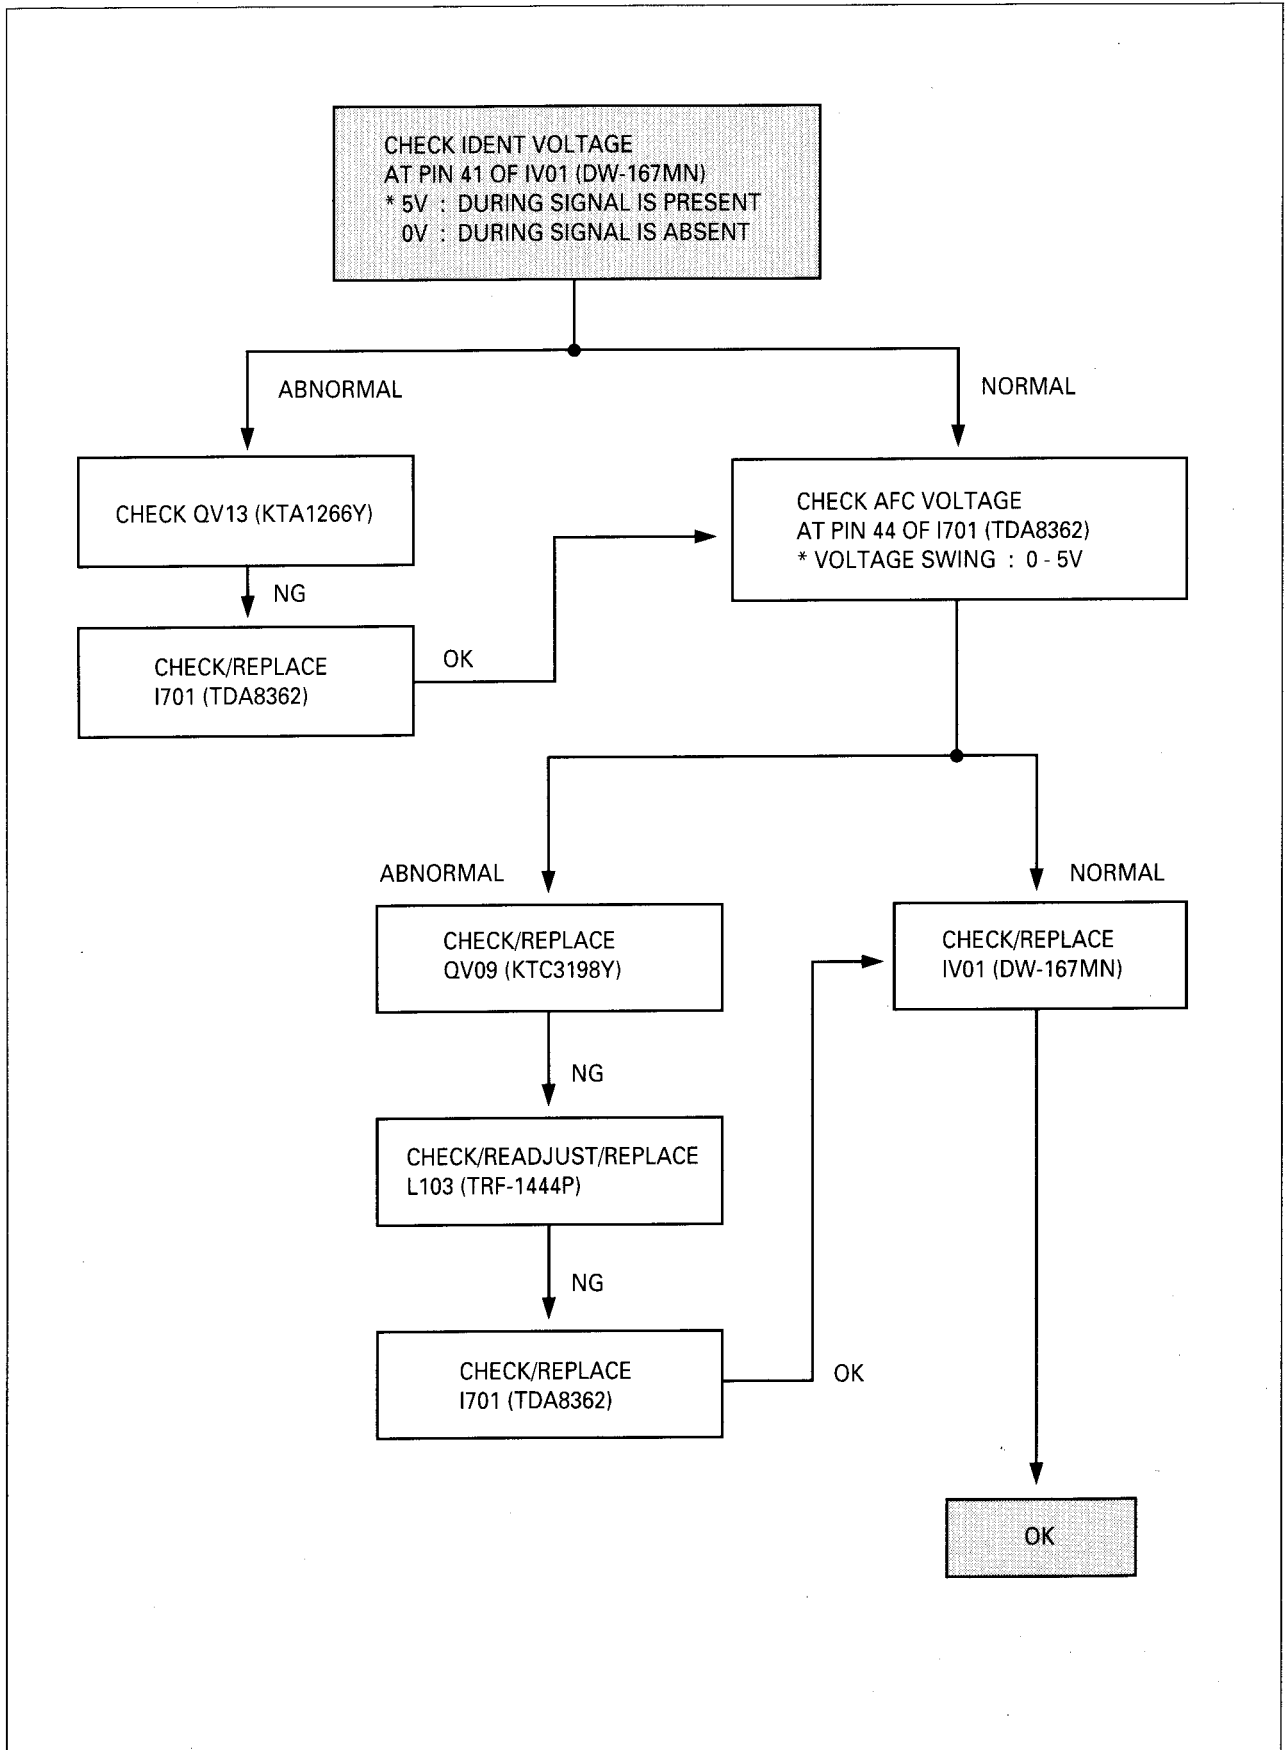 CHECK IDENT VOLTAGE
AT PIN 41 OF IV01 (DW-167MN)
* 5V : DURING SIGNAL IS PRESENT
0V : DURING SIGNAL IS ABSENT
ABNORMAL
NORMAL
CHECK QV13 (KTA1266Y)
NG
CHECK/REPLACE
I701 (TDA8362)
OK
CHECK AFC VOLTAGE
AT PIN 44 OF I701 (TDA8362)
* VOLTAGE SWING : 0 - 5V
ABNORMAL
NORMAL
CHECK/REPLACE
QV09 (KTC3198Y)
NG
CHECK/READJUST/REPLACE
L103 (TRF-1444P)
NG
CHECK/REPLACE
I701 (TDA8362)
OK
CHECK/REPLACE
IV01 (DW-167MN)
OK